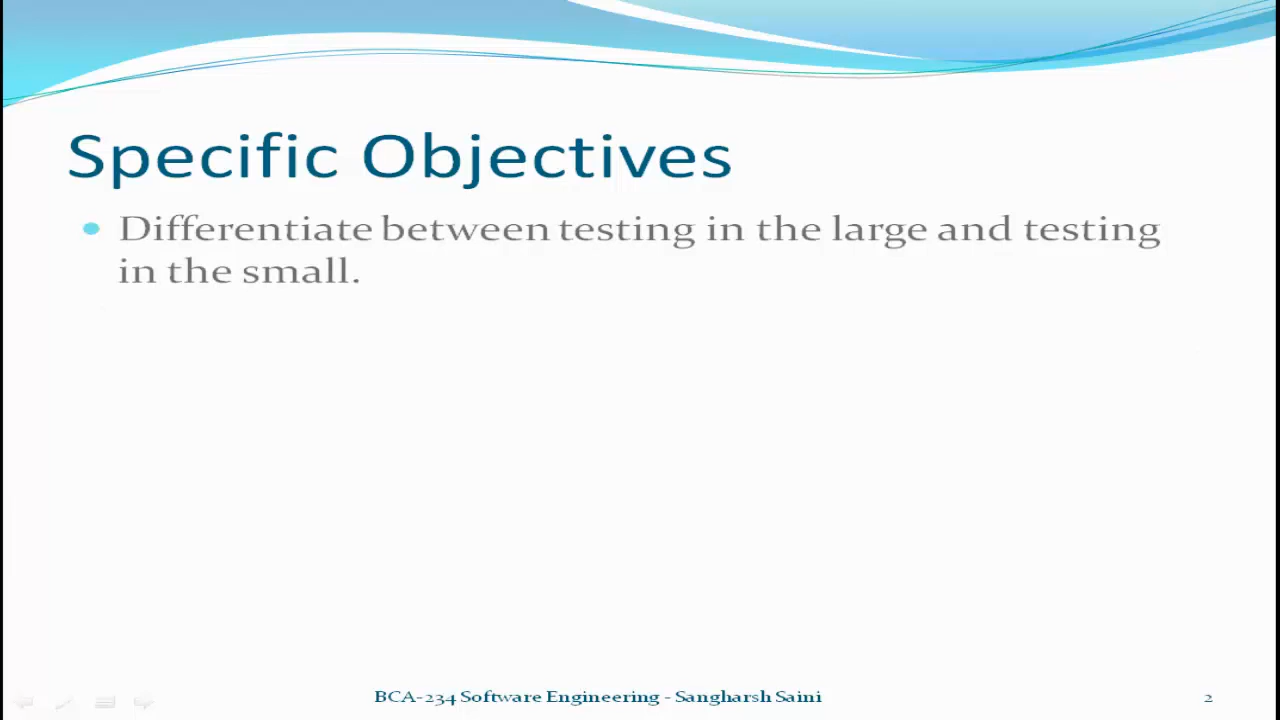 Specific Objectives
Differentiate between testing in the large and testing
in the small.
BCA-234 Software Engineering - Sangharsh Saini
2